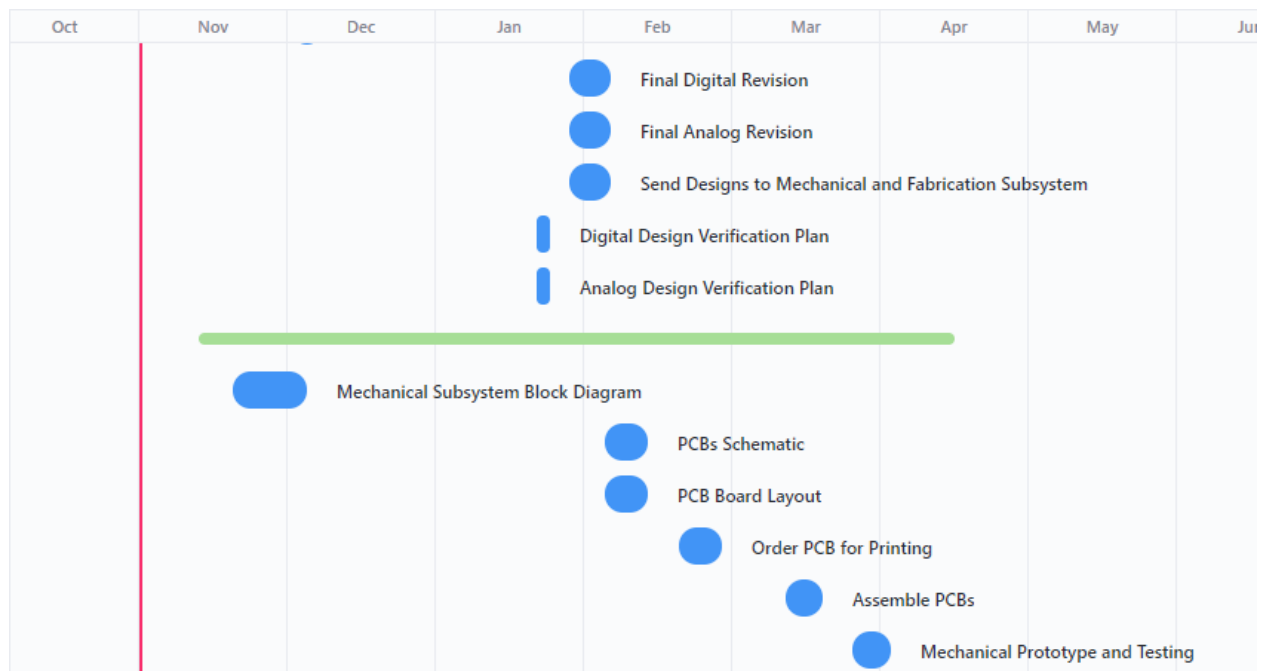 Oct Nov Dec Jan Feb Mar Apr May
Final Digital Revision
Final Analog Revision
Send Designs to Mechanical and Fabrication Subsystem
Digital Design Verification Plan
Analog Design Verification Plan
Mechanical Subsystem Block Diagram
PCBs Schematic
PCB Board Layout
Order PCB for Printing
Assemble PCBs
Mechanical Prototype and Testing